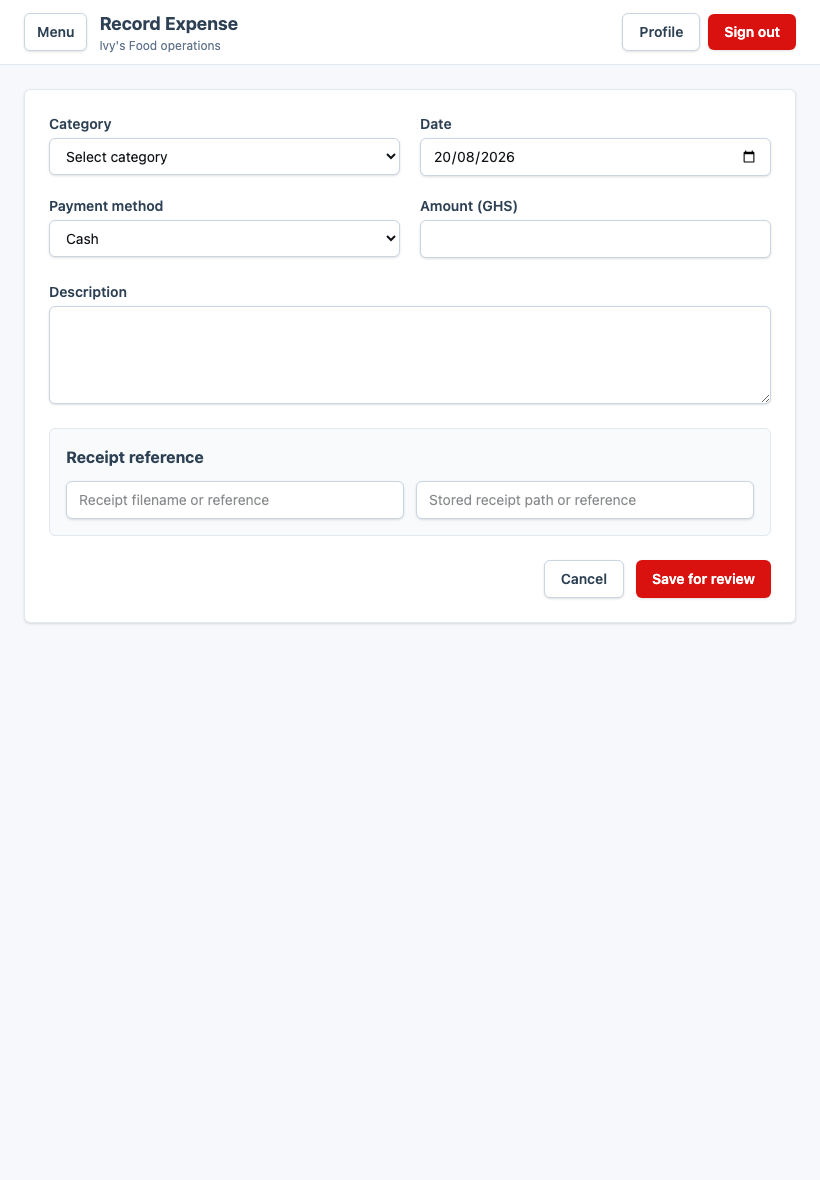 Menu
Record Expense
Ivy's Food operations
Profile
Sign out
Category
Date
Select category
20/08/2026
Payment method
Amount (GHS)
Cash
Description
Receipt reference
Receipt filename or reference
Stored receipt path or reference
Cancel
Save for review